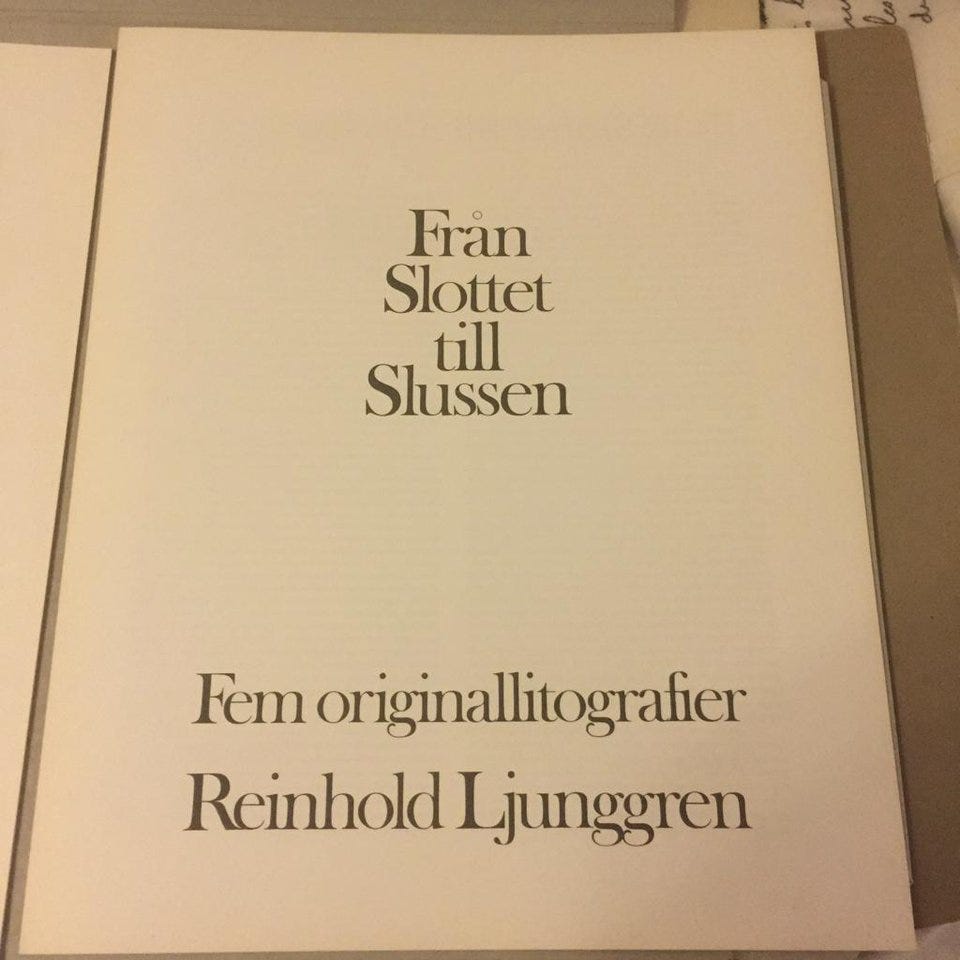 Från
Slottet
till
Slussen
Fem originallitografier
Reinhold Ljunggren